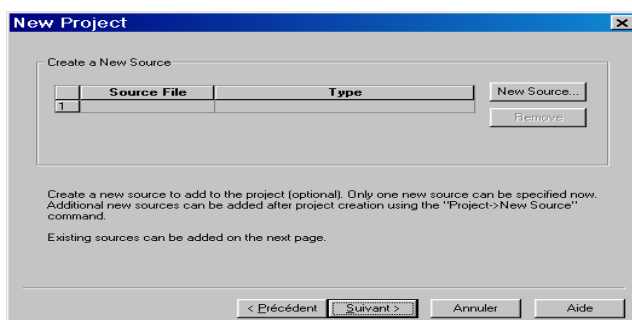 New Project
Create a New Source
Source File Type
New Source...
1
Remove
Create a new source to add to the project (optional). Only one new source can be specified now.
Additional new sources can be added after project creation using the "Project->New Source"
command.
Existing sources can be added on the next page.
< Précédent Suivant > Annuler Aide